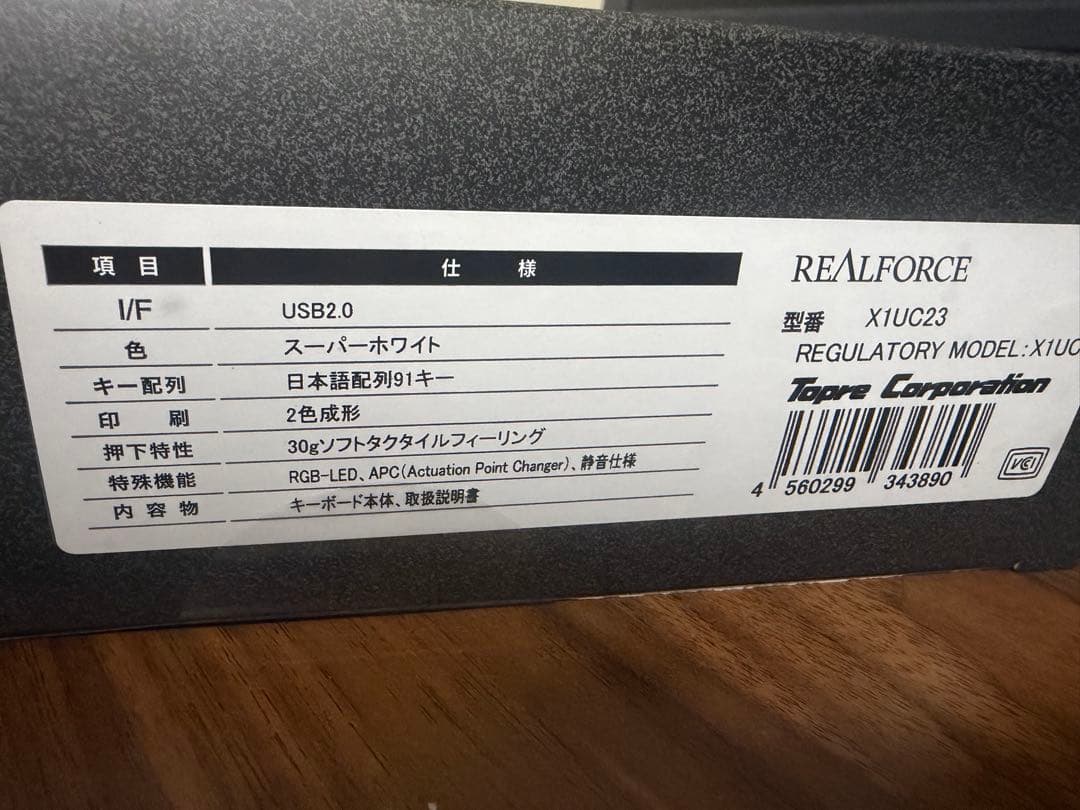 項目 仕様
I/F USB2.0
色 スーパーホワイト
キー配列 日本語配列91キー
印刷 2色成形
押下特性 30gソフトタクタイルフィーリング
特殊機能 RGB-LED、APC(Actuation Point Changer)、静音仕様
内容物 キーボード本体、取扱説明書
REALFORCE
型番 X1UC23
REGULATORY MODEL:X1UC
Topre Corporation
4 560299 343890
VCI